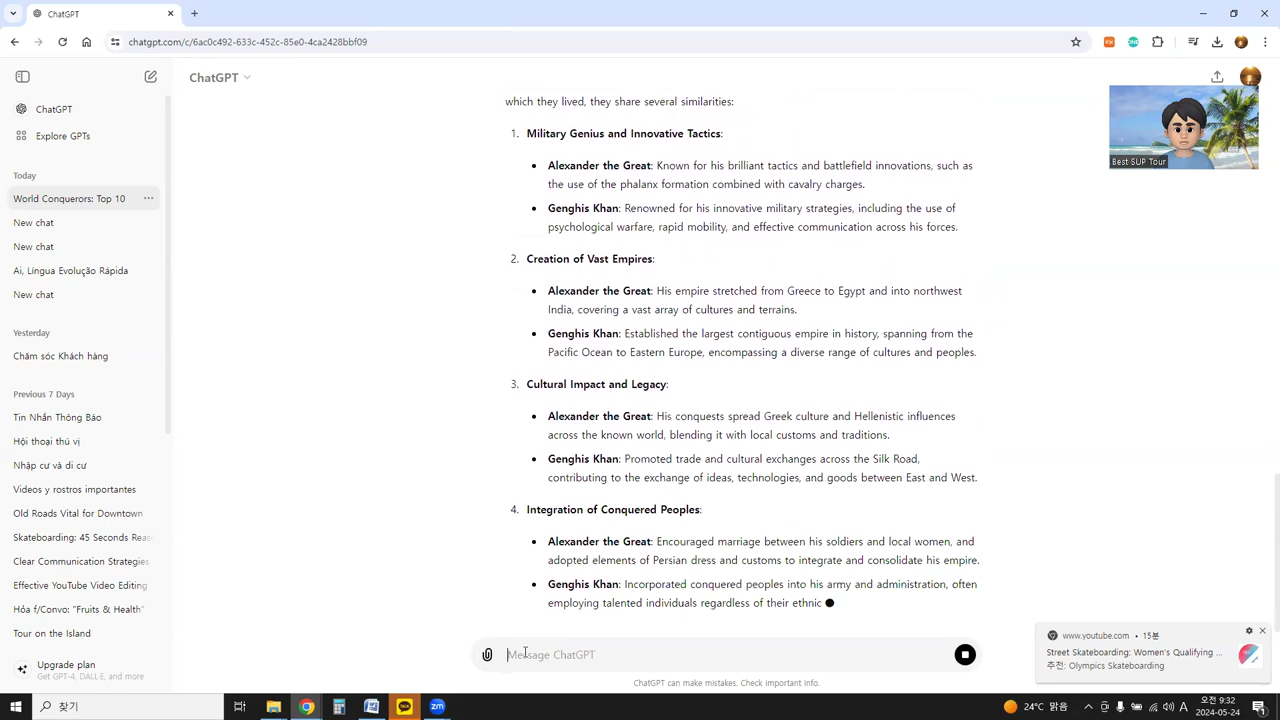 ChatGPT
chatgpt.com/c/6ac0c492-633c-452c-85e0-4ca2428bbf09
ChatGPT
Explore GPTs
Today
World Conquerors: Top 10
New chat
New chat
Ai, Língua Evolução Rápida
New chat
Yesterday
Chăm sóc Khách hàng
Previous 7 Days
Tin Nhắn Thông Báo
Hội thoại thú vị
Nhập cư và di cư
Videos y rostros importantes
Old Roads Vital for Downtown
Skateboarding: 45 Seconds Reas
Clear Communication Strategies
Effective YouTube Video Editing
Hỏa f/Convo: "Fruits & Health"
Tour on the Island
Upgrade plan
Get GPT-4, DALL·E, and more
ChatGPT
which they lived, they share several similarities:
1. Military Genius and Innovative Tactics:
• Alexander the Great: Known for his brilliant tactics and battlefield innovations, such as
the use of the phalanx formation combined with cavalry charges.
• Genghis Khan: Renowned for his innovative military strategies, including the use of
psychological warfare, rapid mobility, and effective communication across his forces.
2. Creation of Vast Empires:
• Alexander the Great: His empire stretched from Greece to Egypt and into northwest
India, covering a vast array of cultures and terrains.
• Genghis Khan: Established the largest contiguous empire in history, spanning from the
Pacific Ocean to Eastern Europe, encompassing a diverse range of cultures and peoples.
3. Cultural Impact and Legacy:
• Alexander the Great: His conquests spread Greek culture and Hellenistic influences
across the known world, blending it with local customs and traditions.
• Genghis Khan: Promoted trade and cultural exchanges across the Silk Road,
contributing to the exchange of ideas, technologies, and goods between East and West.
4. Integration of Conquered Peoples:
• Alexander the Great: Encouraged marriage between his soldiers and local women, and
adopted elements of Persian dress and customs to integrate and consolidate his empire.
• Genghis Khan: Incorporated conquered peoples into his army and administration, often
employing talented individuals regardless of their ethnic
Message ChatGPT
ChatGPT can make mistakes. Check important info.
Best SUP Tour
www.youtube.com • 15분
Street Skateboarding: Women's Qualifying ...
추천: Olympics Skateboarding
찾기
24°C 맑음
A
오전 9:32
2024-05-24